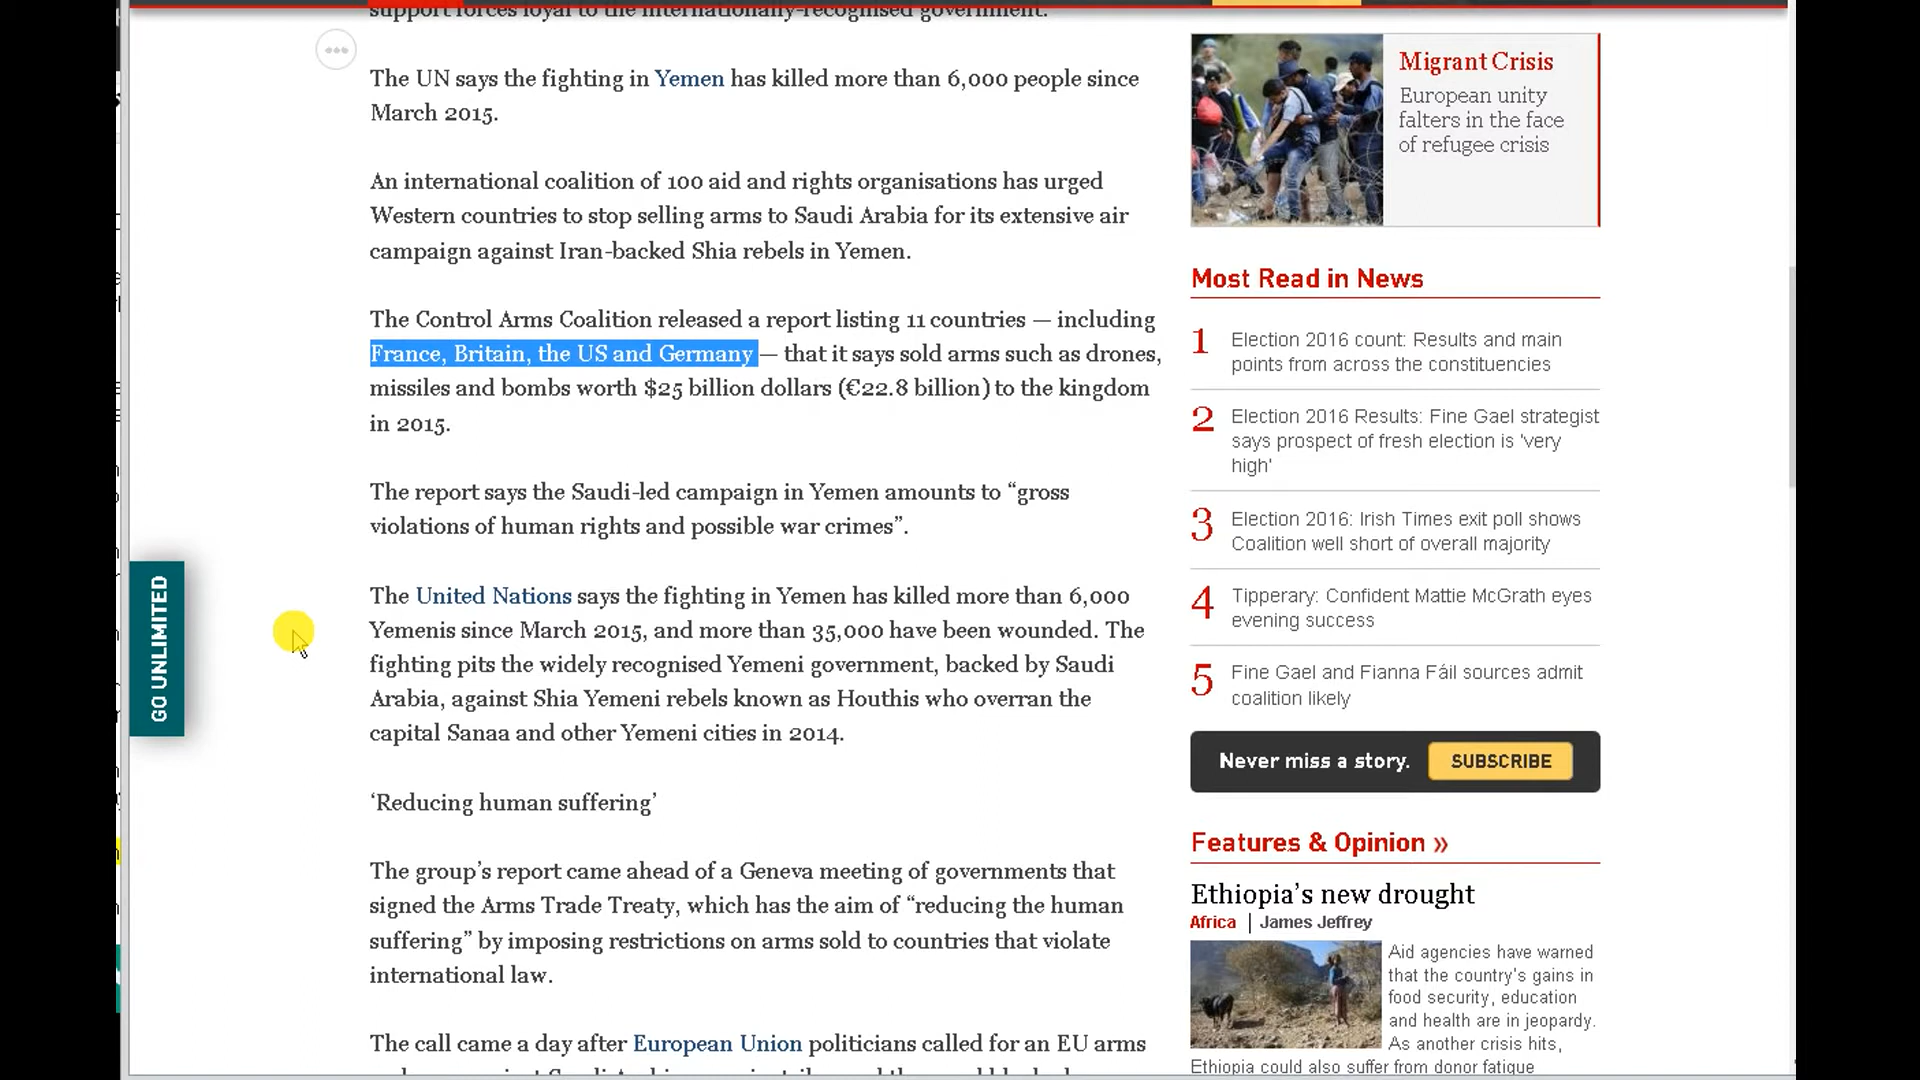 support forces loyal to the internationally-recognised government.
The UN says the fighting in Yemen has killed more than 6,000 people since
March 2015.
An international coalition of 100 aid and rights organisations has urged
Western countries to stop selling arms to Saudi Arabia for its extensive air
campaign against Iran-backed Shia rebels in Yemen.
The Control Arms Coalition released a report listing 11 countries — including
France, Britain, the US and Germany — that it says sold arms such as drones,
missiles and bombs worth $25 billion dollars (€22.8 billion) to the kingdom
in 2015.
The report says the Saudi-led campaign in Yemen amounts to “gross
violations of human rights and possible war crimes”.
The United Nations says the fighting in Yemen has killed more than 6,000
Yemenis since March 2015, and more than 35,000 have been wounded. The
fighting pits the widely recognised Yemeni government, backed by Saudi
Arabia, against Shia Yemeni rebels known as Houthis who overran the
capital Sanaa and other Yemeni cities in 2014.
‘Reducing human suffering’
The group’s report came ahead of a Geneva meeting of governments that
signed the Arms Trade Treaty, which has the aim of “reducing the human
suffering” by imposing restrictions on arms sold to countries that violate
international law.
The call came a day after European Union politicians called for an EU arms
GO UNLIMITED
Migrant Crisis
European unity
falters in the face
of refugee crisis
Most Read in News
1 Election 2016 count: Results and main
points from across the constituencies
2 Election 2016 Results: Fine Gael strategist
says prospect of fresh election is 'very
high'
3 Election 2016: Irish Times exit poll shows
Coalition well short of overall majority
4 Tipperary: Confident Mattie McGrath eyes
evening success
5 Fine Gael and Fianna Fáil sources admit
coalition likely
Never miss a story. SUBSCRIBE
Features & Opinion »
Ethiopia’s new drought
Africa | James Jeffrey
Aid agencies have warned
that the country’s gains in
food security, education
and health are in jeopardy.
As another crisis hits,
Ethiopia could also suffer from donor fatigue